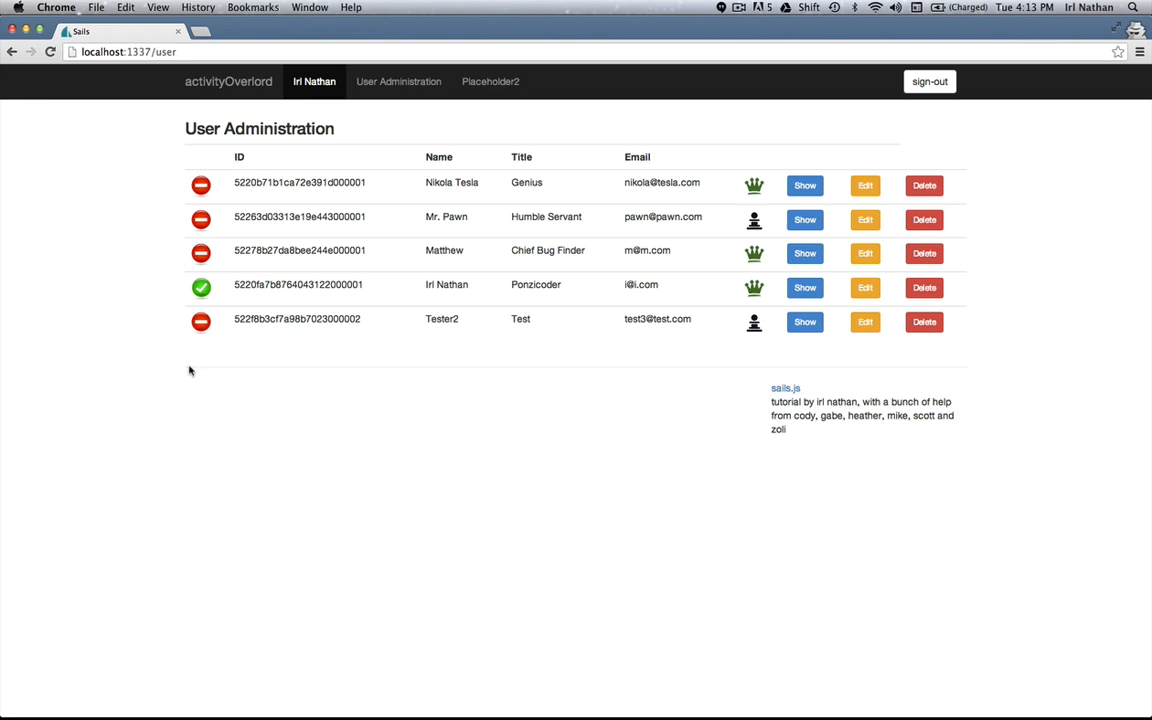 Chrome File Edit View History Bookmarks Window Help 5 Shift (Charged) Tue 4:13 PM Irl Nathan
Sails
localhost:1337/user
activityOverlord Irl Nathan User Administration Placeholder2 sign-out
User Administration
ID Name Title Email
5220b71b1ca72e391d000001 Nikola Tesla Genius nikola@tesla.com Show Edit Delete
52263d03313e19e443000001 Mr. Pawn Humble Servant pawn@pawn.com Show Edit Delete
52278b27da8bee244e000001 Matthew Chief Bug Finder m@m.com Show Edit Delete
5220fa7b8764043122000001 Irl Nathan Ponzicoder i@i.com Show Edit Delete
522f8b3cf7a98b7023000002 Tester2 Test test3@test.com Show Edit Delete
sails.js
tutorial by irl nathan, with a bunch of help
from cody, gabe, heather, mike, scott and
zoli